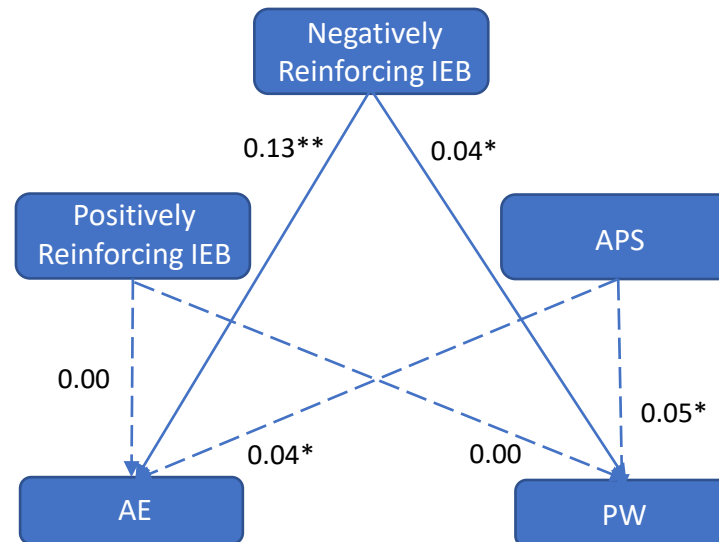 Negatively
Reinforcing IEB
0.13**
0.04*
Positively
Reinforcing IEB
APS
0.00
0.04*
0.00
0.05*
AE
PW